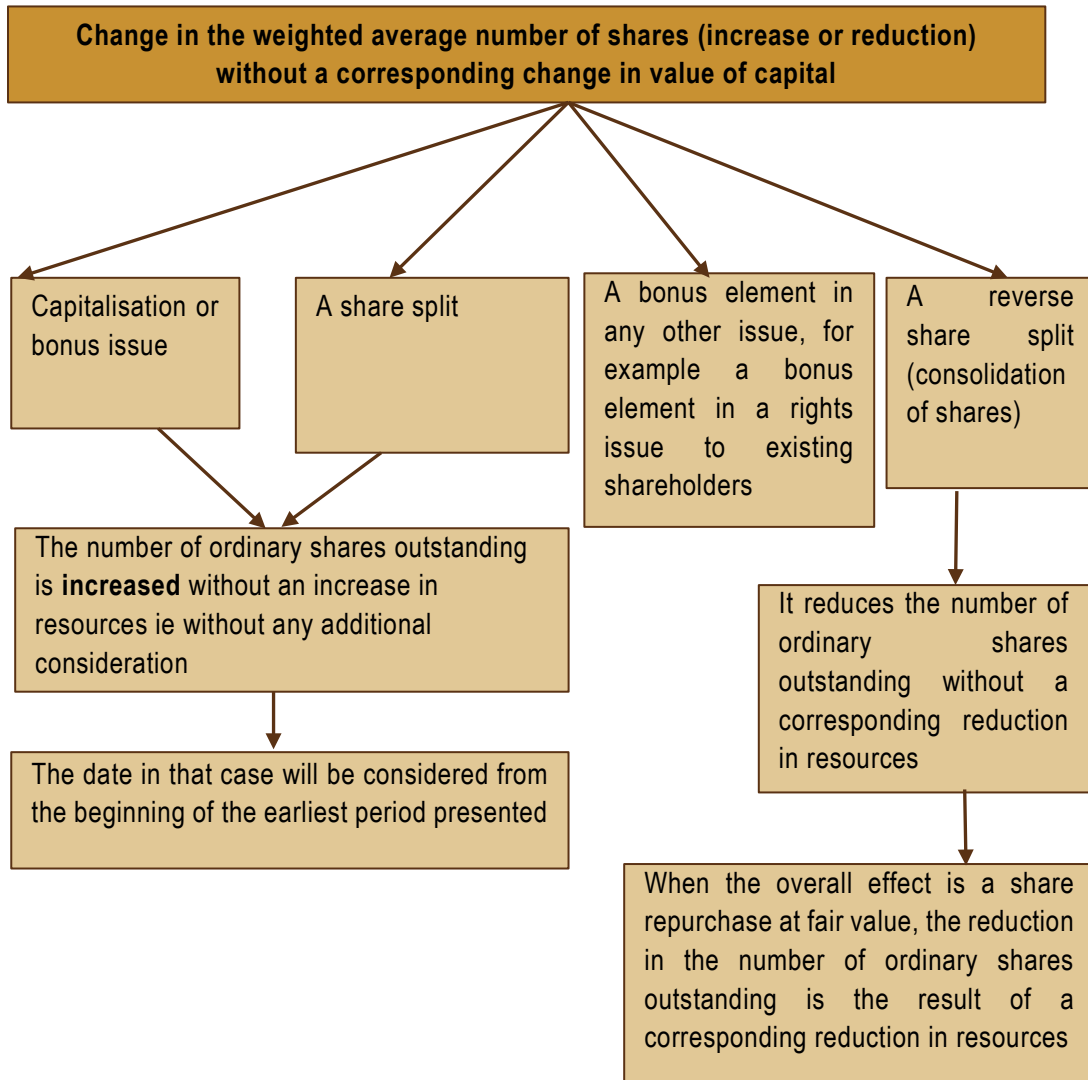 Change in the weighted average number of shares (increase or reduction)
without a corresponding change in value of capital
Capitalisation or
bonus issue
A share split
A bonus element in
any other issue, for
example a bonus
element in a rights
issue to existing
shareholders
A reverse
share split
(consolidation
of shares)
The number of ordinary shares outstanding
is increased without an increase in
resources ie without any additional
consideration
It reduces the number of
ordinary shares
outstanding without a
corresponding reduction
in resources
The date in that case will be considered from
the beginning of the earliest period presented
When the overall effect is a share
repurchase at fair value, the reduction
in the number of ordinary shares
outstanding is the result of a
corresponding reduction in resources